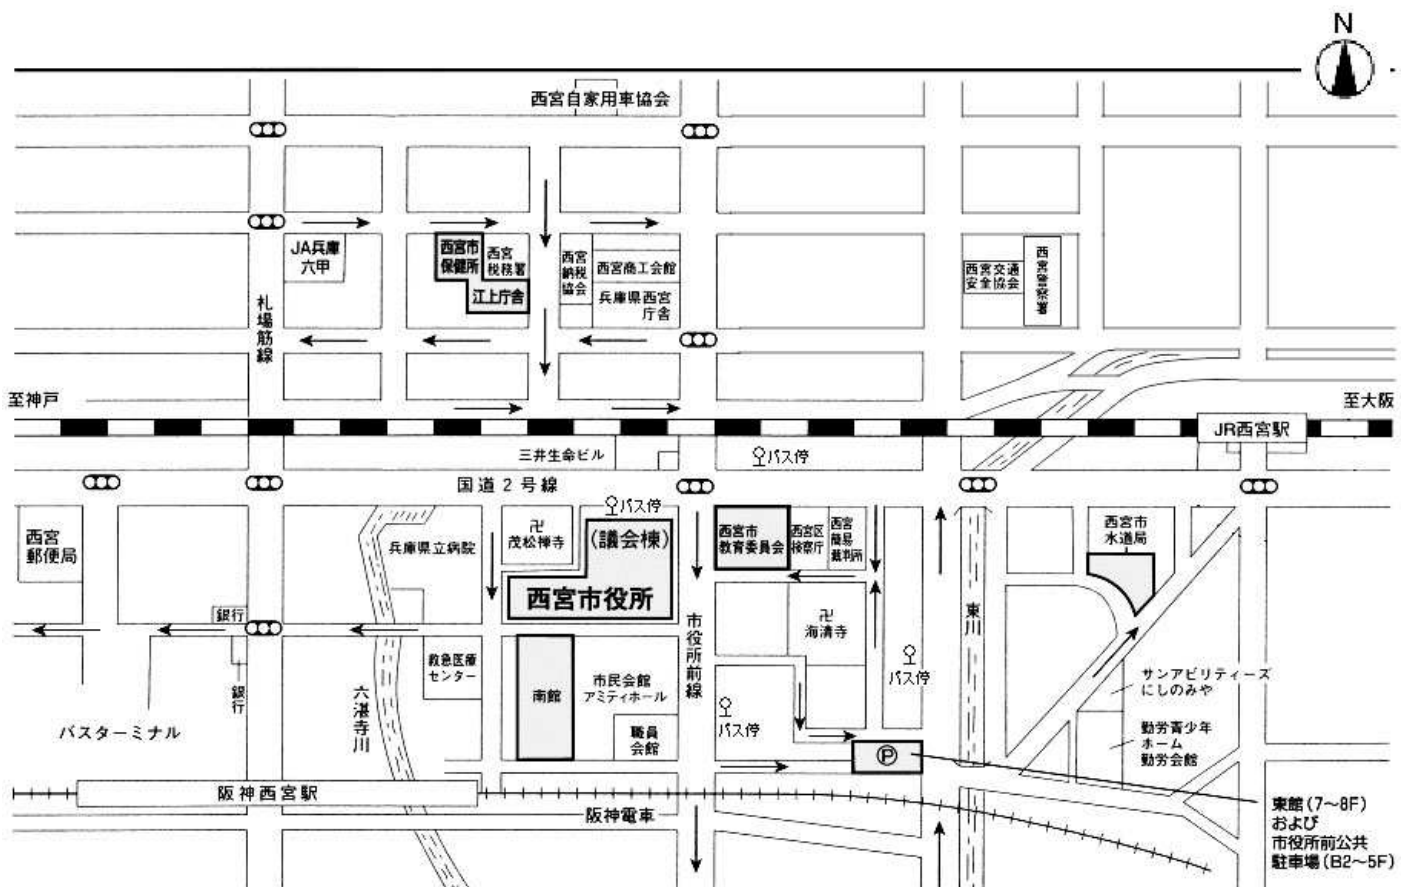 N
西宮自家用車協会
JA兵庫
六甲
西宮市
保健所
西宮
税務署
江上庁舎
西宮
納税
協会
西宮商工会館
兵庫県西宮
庁舎
西宮交通
安全協会
西宮警察署
札場筋線
至神戸
至大阪
JR西宮駅
三井生命ビル
バス停
国道2号線
バス停
西宮
郵便局
兵庫県立病院
卍
茂松禅寺
(議会棟)
西宮市役所
西宮市
教育委員会
西宮区
検察庁
西宮
簡易
裁判所
西宮市
水道局
銀行
銀行
救急医療
センター
六湛寺川
南館
市民会館
アミティホール
職員
会館
市役所前線
卍
海清寺
バス停
バス停
東川
サンアビリティーズ
にしのみや
勤労青少年
ホーム
勤労会館
バスターミナル
P
阪神西宮駅
阪神電車
東館(7〜8F)
および
市役所前公共
駐車場(B2〜5F)